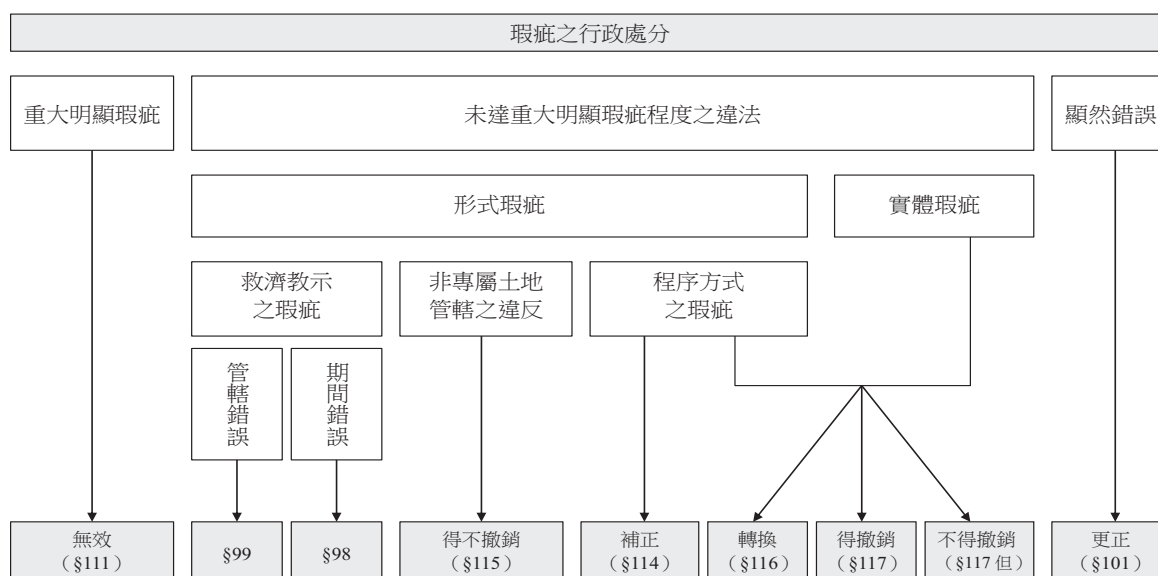 瑕疵之行政處分
重大明顯瑕疵
未達重大明顯瑕疵程度之違法
顯然錯誤
形式瑕疵
實體瑕疵
救濟教示
之瑕疵
非專屬土地
管轄之違反
程序方式
之瑕疵
管轄錯誤
期間錯誤
無效
（§111）
§99
§98
得不撤銷
（§115）
補正
（§114）
轉換
（§116）
得撤銷
（§117）
不得撤銷
（§117 但）
更正
（§101）